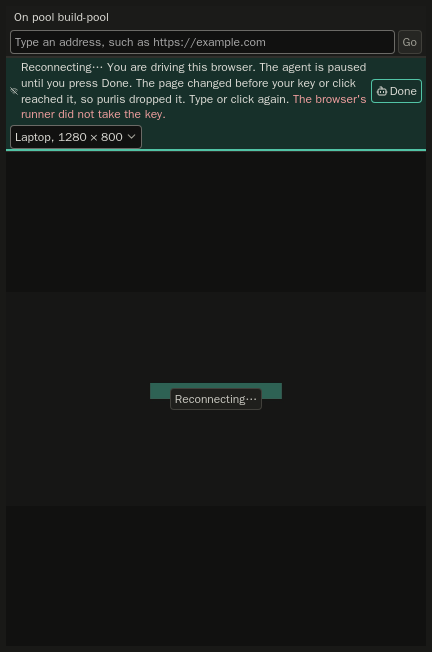 On pool build-pool
Type an address, such as https://example.com
Go
Reconnecting··· You are driving this browser. The agent is paused
until you press Done. The page changed before your key or click
reached it, so purlis dropped it. Type or click again. The browser's
runner did not take the key.
Done
Laptop, 1280 × 800
Reconnecting···